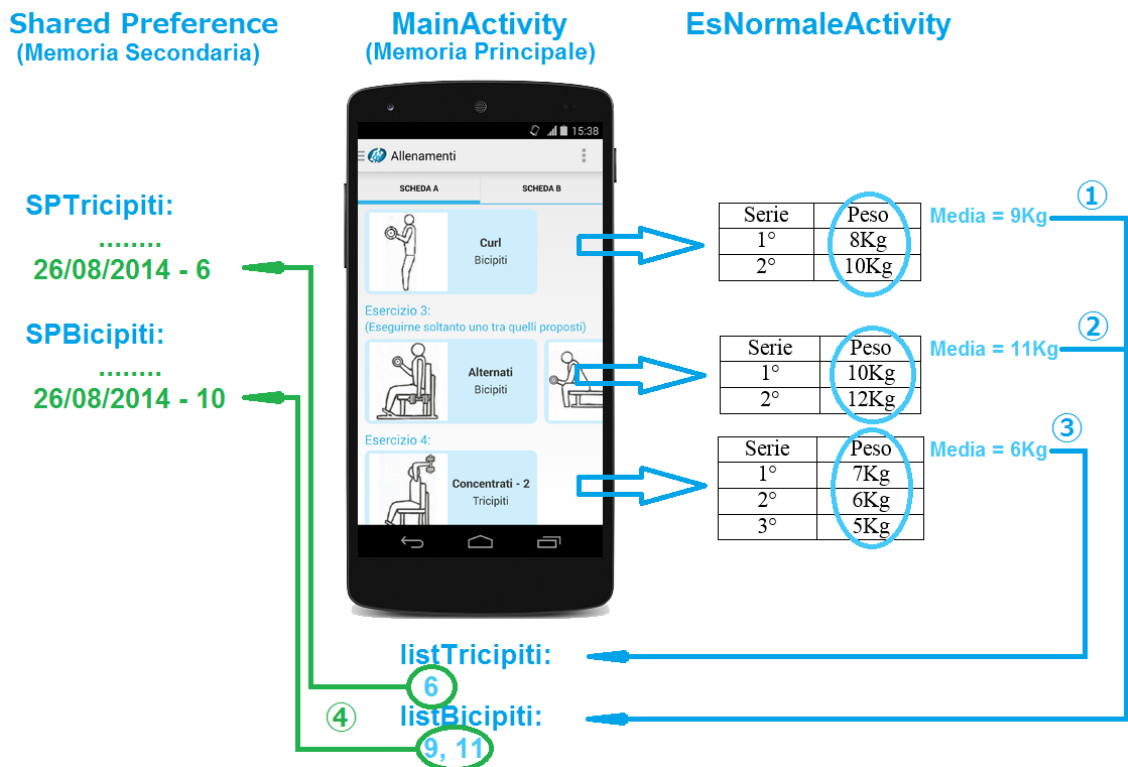 Shared Preference
(Memoria Secondaria)
MainActivity
(Memoria Principale)
EsNormaleActivity
15:38
Allenamenti
SCHEDA A
SCHEDA B
Curl
Bicipiti
Esercizio 3:
(Eseguirne soltanto uno tra quelli proposti)
Alternati
Bicipiti
Esercizio 4:
Concentrati - 2
Tricipiti
SPTricipiti:
........
26/08/2014 - 6
SPBicipiti:
........
26/08/2014 - 10
Serie Peso
1° 8Kg
2° 10Kg
Media = 9Kg
①
Serie Peso
1° 10Kg
2° 12Kg
Media = 11Kg
②
Serie Peso
1° 7Kg
2° 6Kg
3° 5Kg
Media = 6Kg
③
listTricipiti:
6
④
listBicipiti:
9, 11